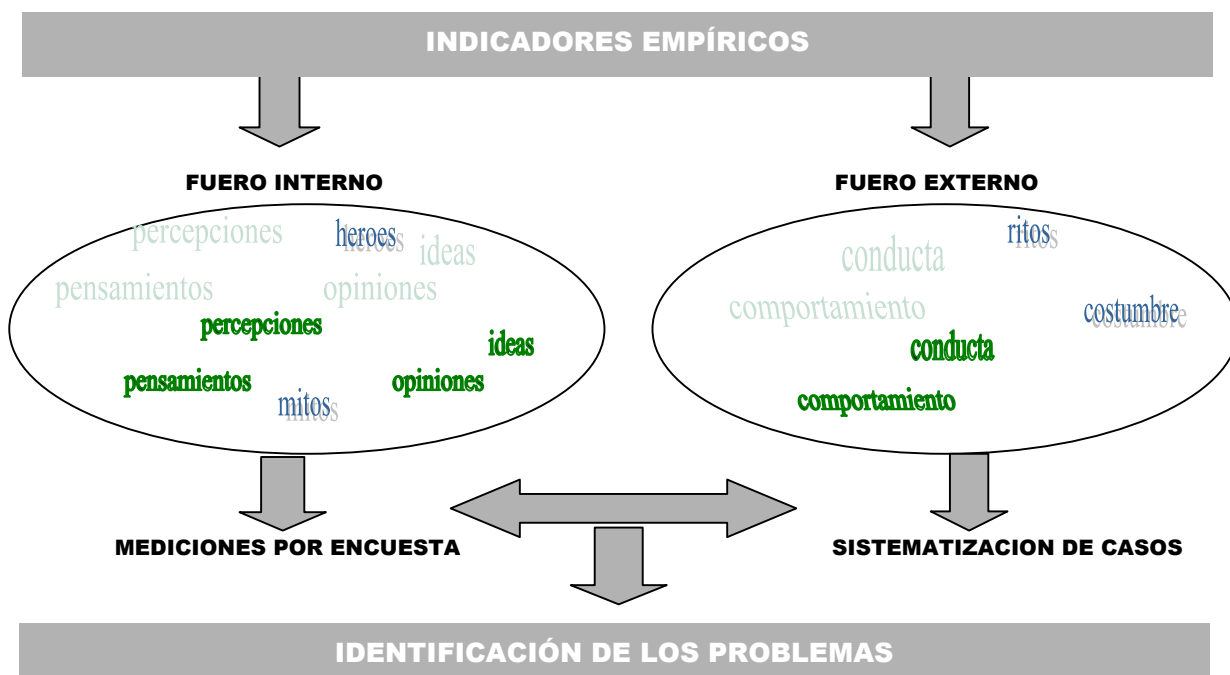 INDICADORES EMPÍRICOS
FUERO INTERNO
FUERO EXTERNO
percepciones
heroes
ideas
pensamientos
opiniones
percepciones
ideas
pensamientos
opiniones
mitos
ritos
conducta
comportamiento
costumbre
conducta
comportamiento
MEDICIONES POR ENCUESTA
SISTEMATIZACION DE CASOS
IDENTIFICACIÓN DE LOS PROBLEMAS